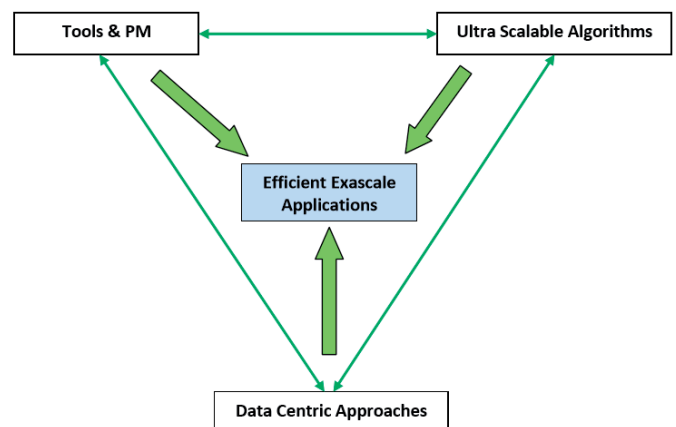 Tools & PM
Ultra Scalable Algorithms
Efficient Exascale
Applications
Data Centric Approaches